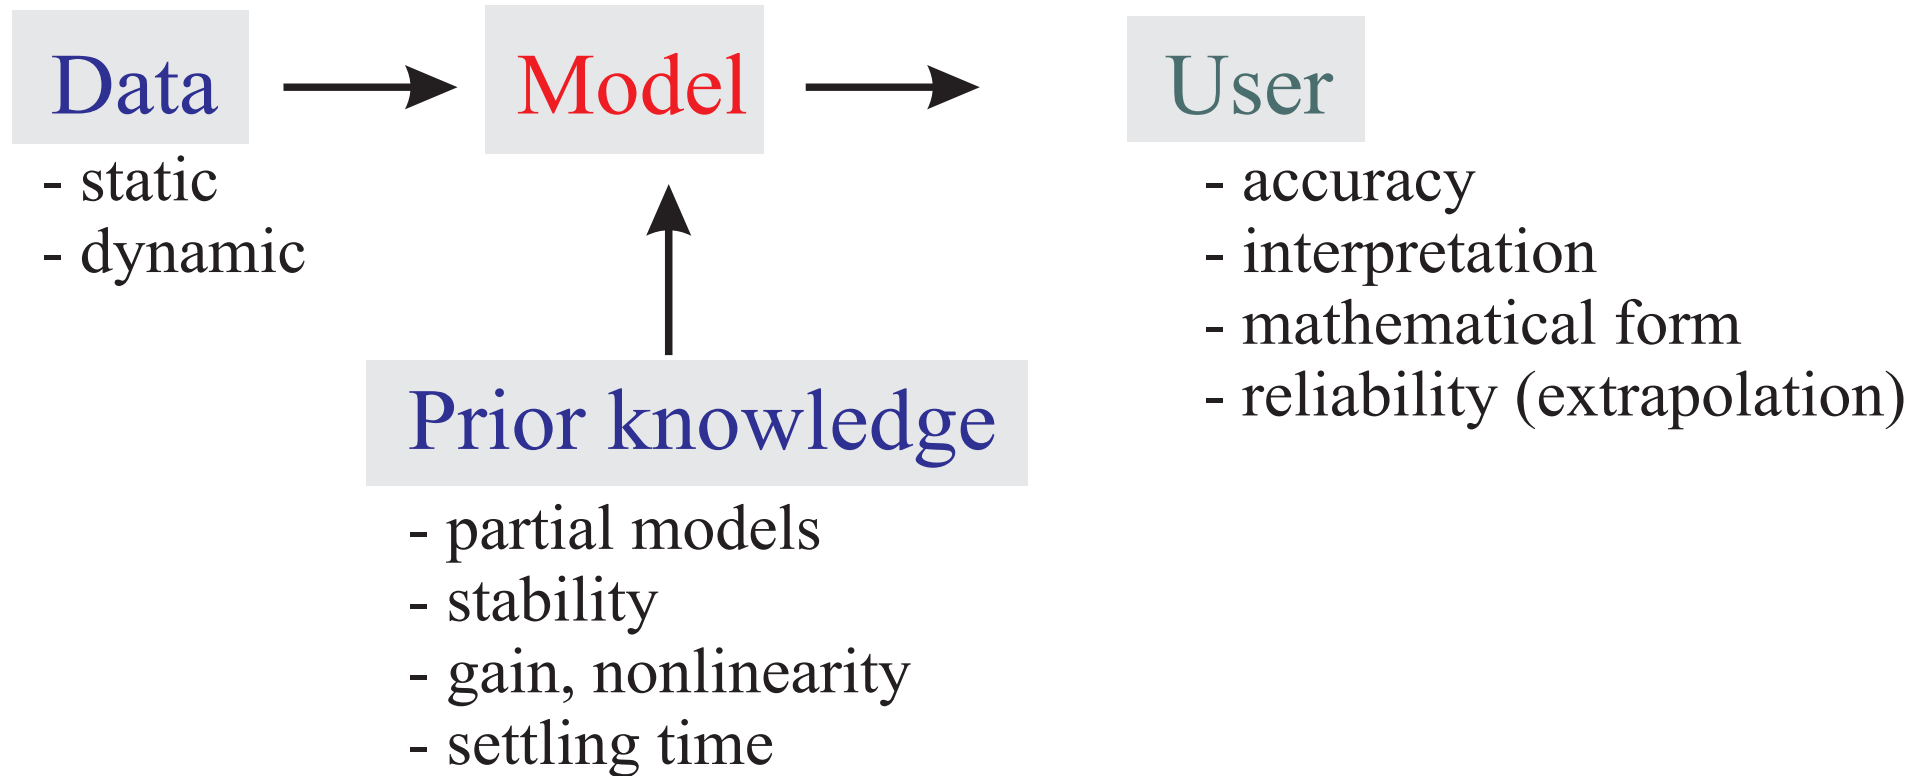 Data
- static
- dynamic
Model
User
- accuracy
- interpretation
- mathematical form
- reliability (extrapolation)
Prior knowledge
- partial models
- stability
- gain, nonlinearity
- settling time